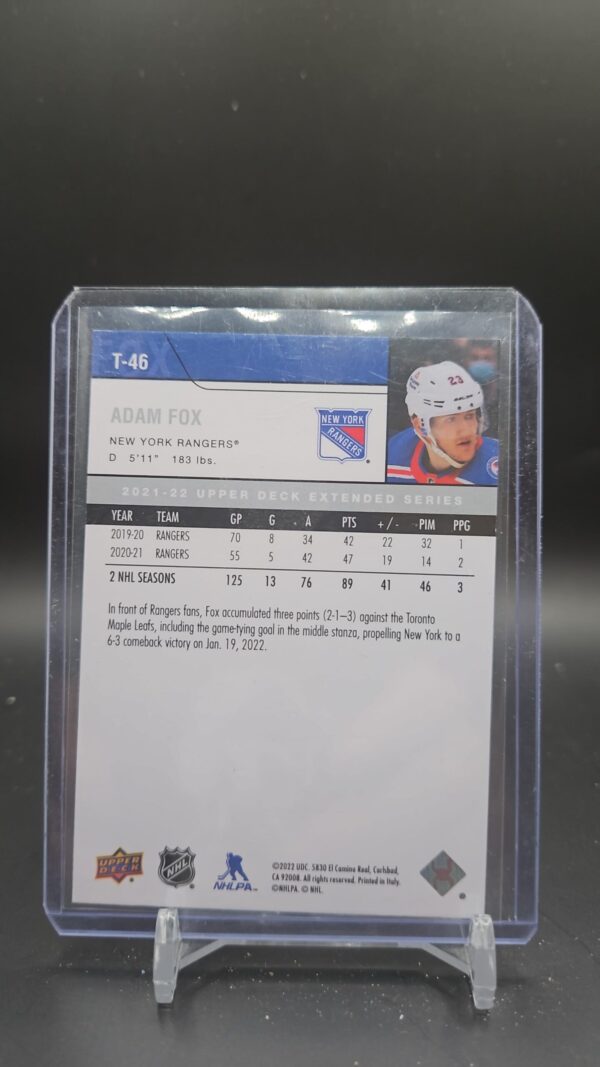 T-46
ADAM FOX
NEW YORK RANGERS®
D 5'11" 183 lbs.
NEW YORK
RANGERS
23
2021-22 UPPER DECK EXTENDED SERIES
YEAR TEAM GP G A PTS +/- PIM PPG
2019-20 RANGERS 70 8 34 42 22 32 1
2020-21 RANGERS 55 5 42 47 19 14 2
2 NHL SEASONS 125 13 76 89 41 46 3
In front of Rangers fans, Fox accumulated three points (2-1–3) against the Toronto
Maple Leafs, including the game-tying goal in the middle stanza, propelling New York to a
6-3 comeback victory on Jan. 19, 2022.
UPPER
DECK
NHL
NHLPA
©2022 UDC. 5830 El Camino Real, Carlsbad,
CA 92008. All rights reserved. Printed in Italy.
©NHLPA. © NHL.